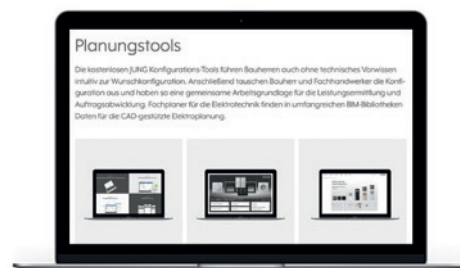 Planungstools
Die kostenlosen JUNG Konfigurations-Tools führen Bauherren auch ohne technisches Vorwissen
intuitiv zur Wunschkonfiguration. Anschließend tauschen Bauherr und Fachhandwerker die Konfi-
guration aus und haben so eine gemeinsame Arbeitsgrundlage für die Leistungsermittlung und
Auftragsabwicklung. Fachplaner für die Elektrotechnik finden in umfangreichen BIM-Bibliotheken
Daten für die CAD-gestützte Elektroplanung.